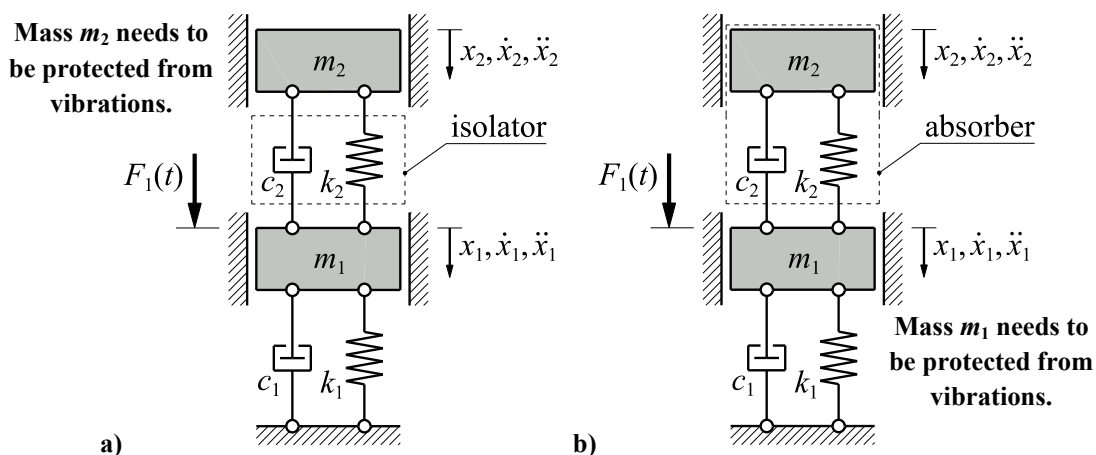 Mass m₂ needs to
be protected from
vibrations.
m₂
x₂, ẋ₂, ẍ₂
isolator
F₁(t)
c₂
k₂
m₁
x₁, ẋ₁, ẍ₁
c₁
k₁
a)
m₂
x₂, ẋ₂, ẍ₂
absorber
F₁(t)
c₂
k₂
m₁
x₁, ẋ₁, ẍ₁
Mass m₁ needs to
be protected from
vibrations.
c₁
k₁
b)